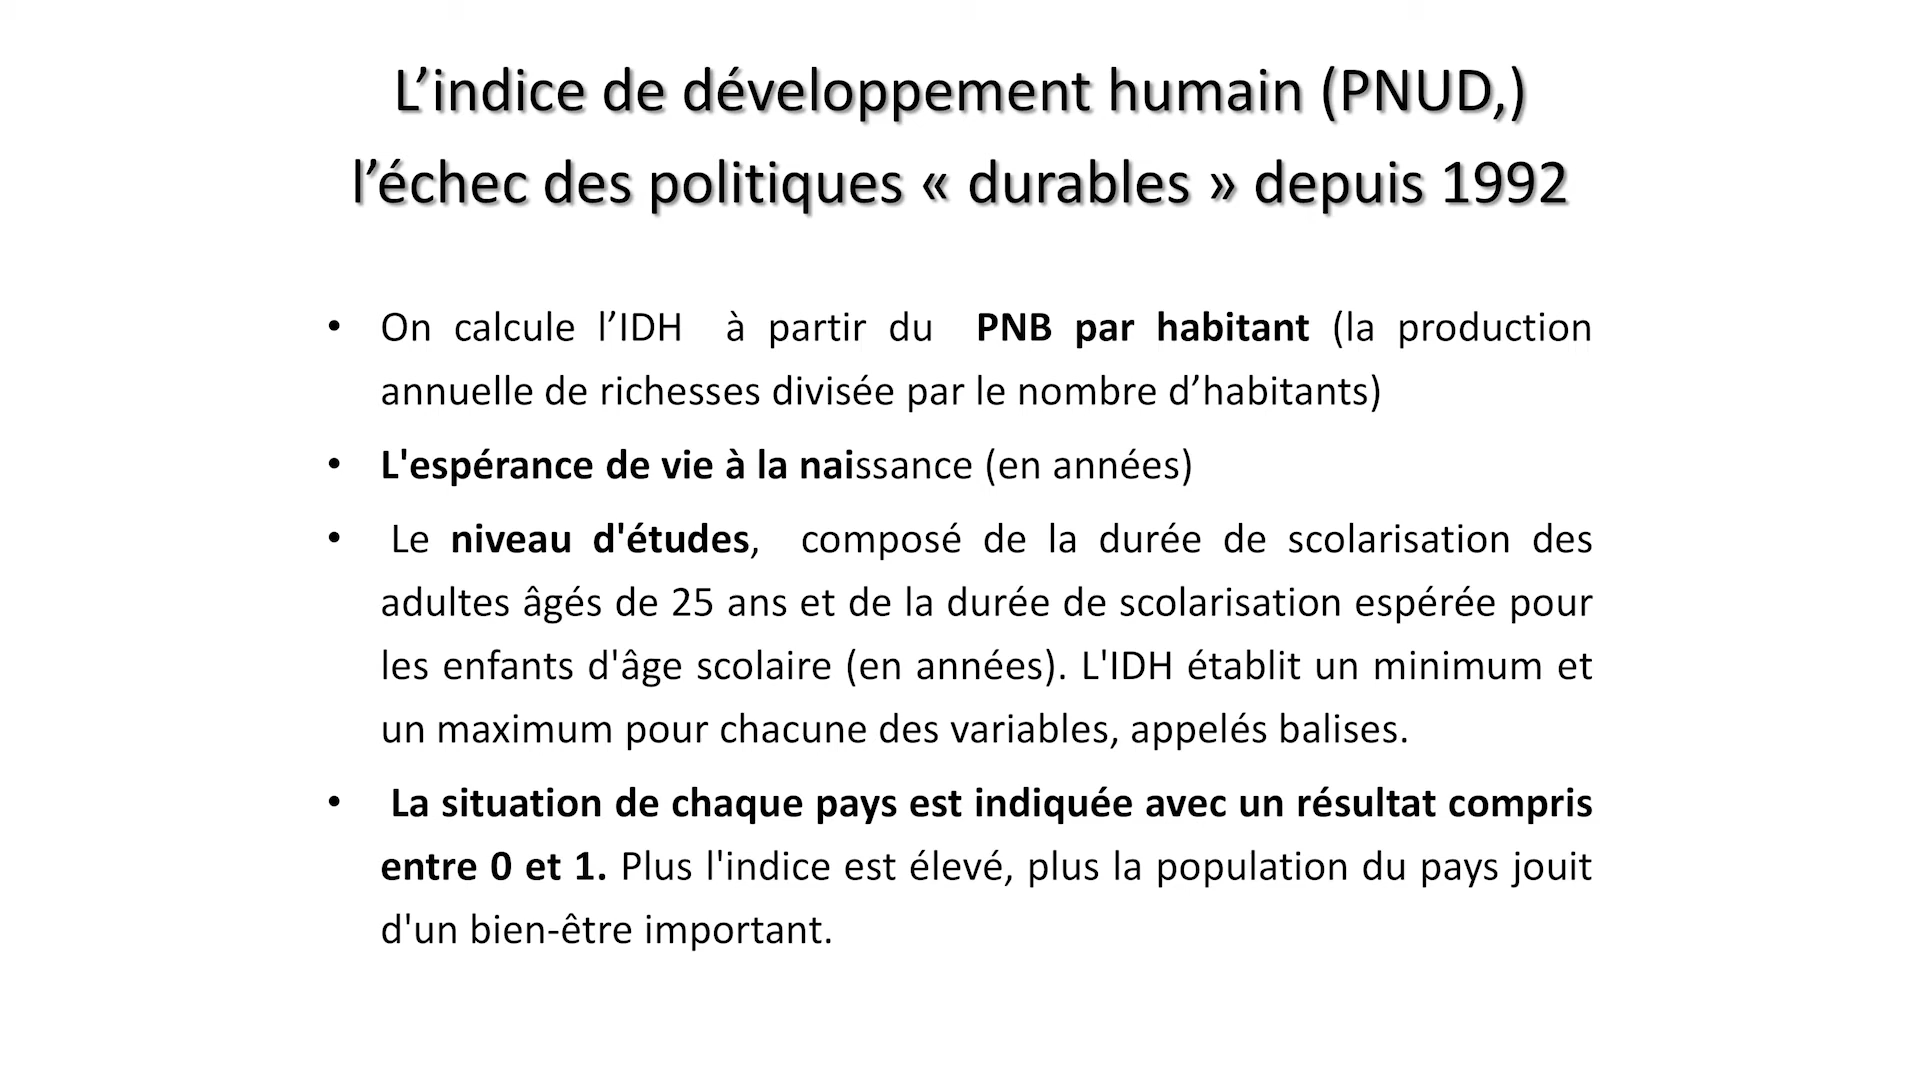 L’indice de développement humain (PNUD,)
l’échec des politiques « durables » depuis 1992
• On calcule l’IDH à partir du PNB par habitant (la production
annuelle de richesses divisée par le nombre d’habitants)
• L'espérance de vie à la naissance (en années)
• Le niveau d'études, composé de la durée de scolarisation des
adultes âgés de 25 ans et de la durée de scolarisation espérée pour
les enfants d'âge scolaire (en années). L'IDH établit un minimum et
un maximum pour chacune des variables, appelés balises.
• La situation de chaque pays est indiquée avec un résultat compris
entre 0 et 1. Plus l'indice est élevé, plus la population du pays jouit
d'un bien-être important.